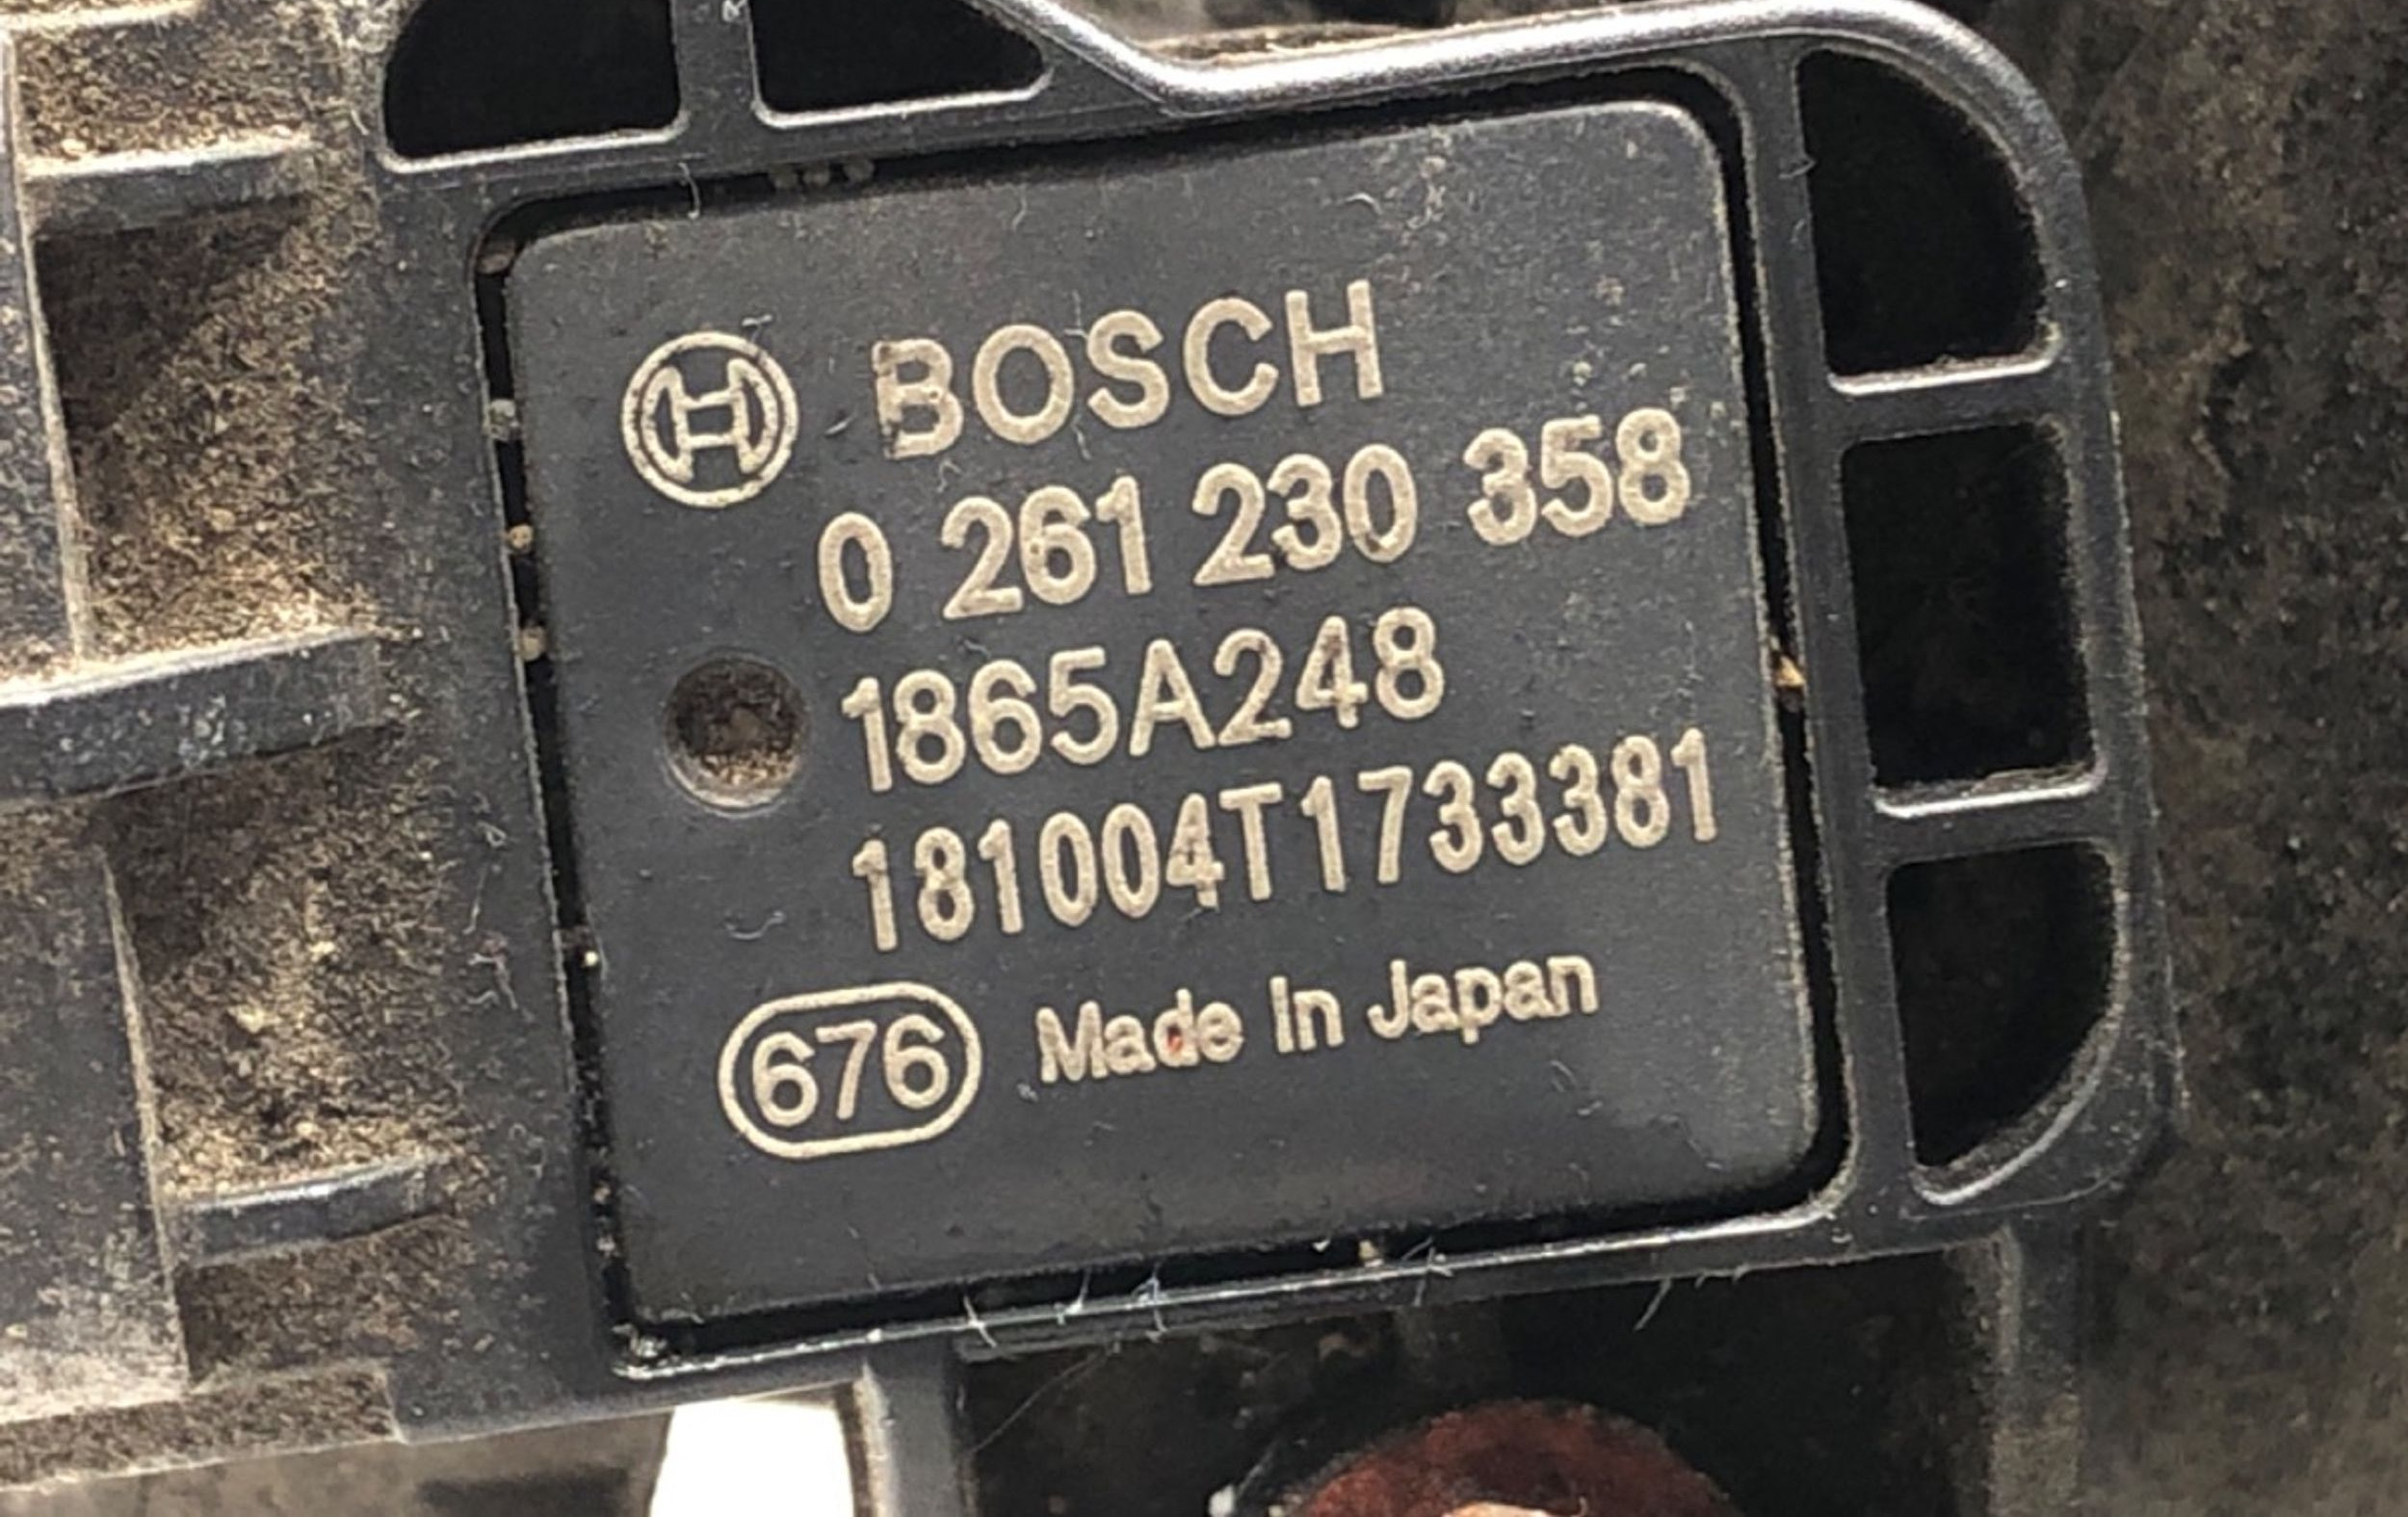 BOSCH
0 261 230 358
1865A248
181004T1733381
676 Made In Japan